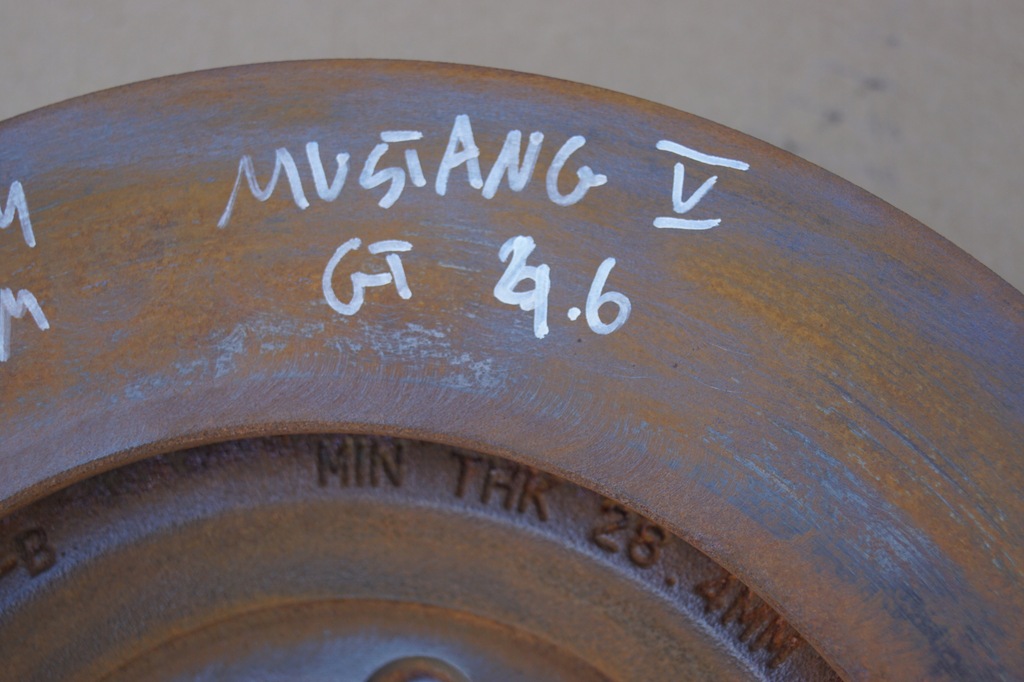 M MUSTANG V
m GT 4.6
-B MIN THK 28.4MM